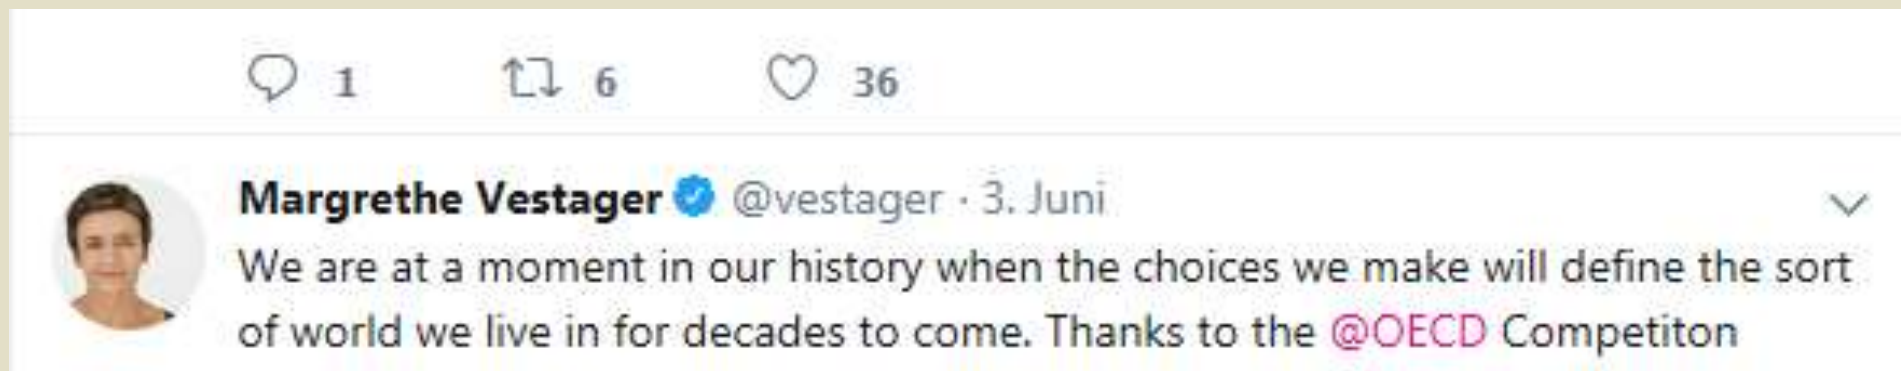 1 6 36
Margrethe Vestager @vestager · 3. Juni
We are at a moment in our history when the choices we make will define the sort
of world we live in for decades to come. Thanks to the @OECD Competiton